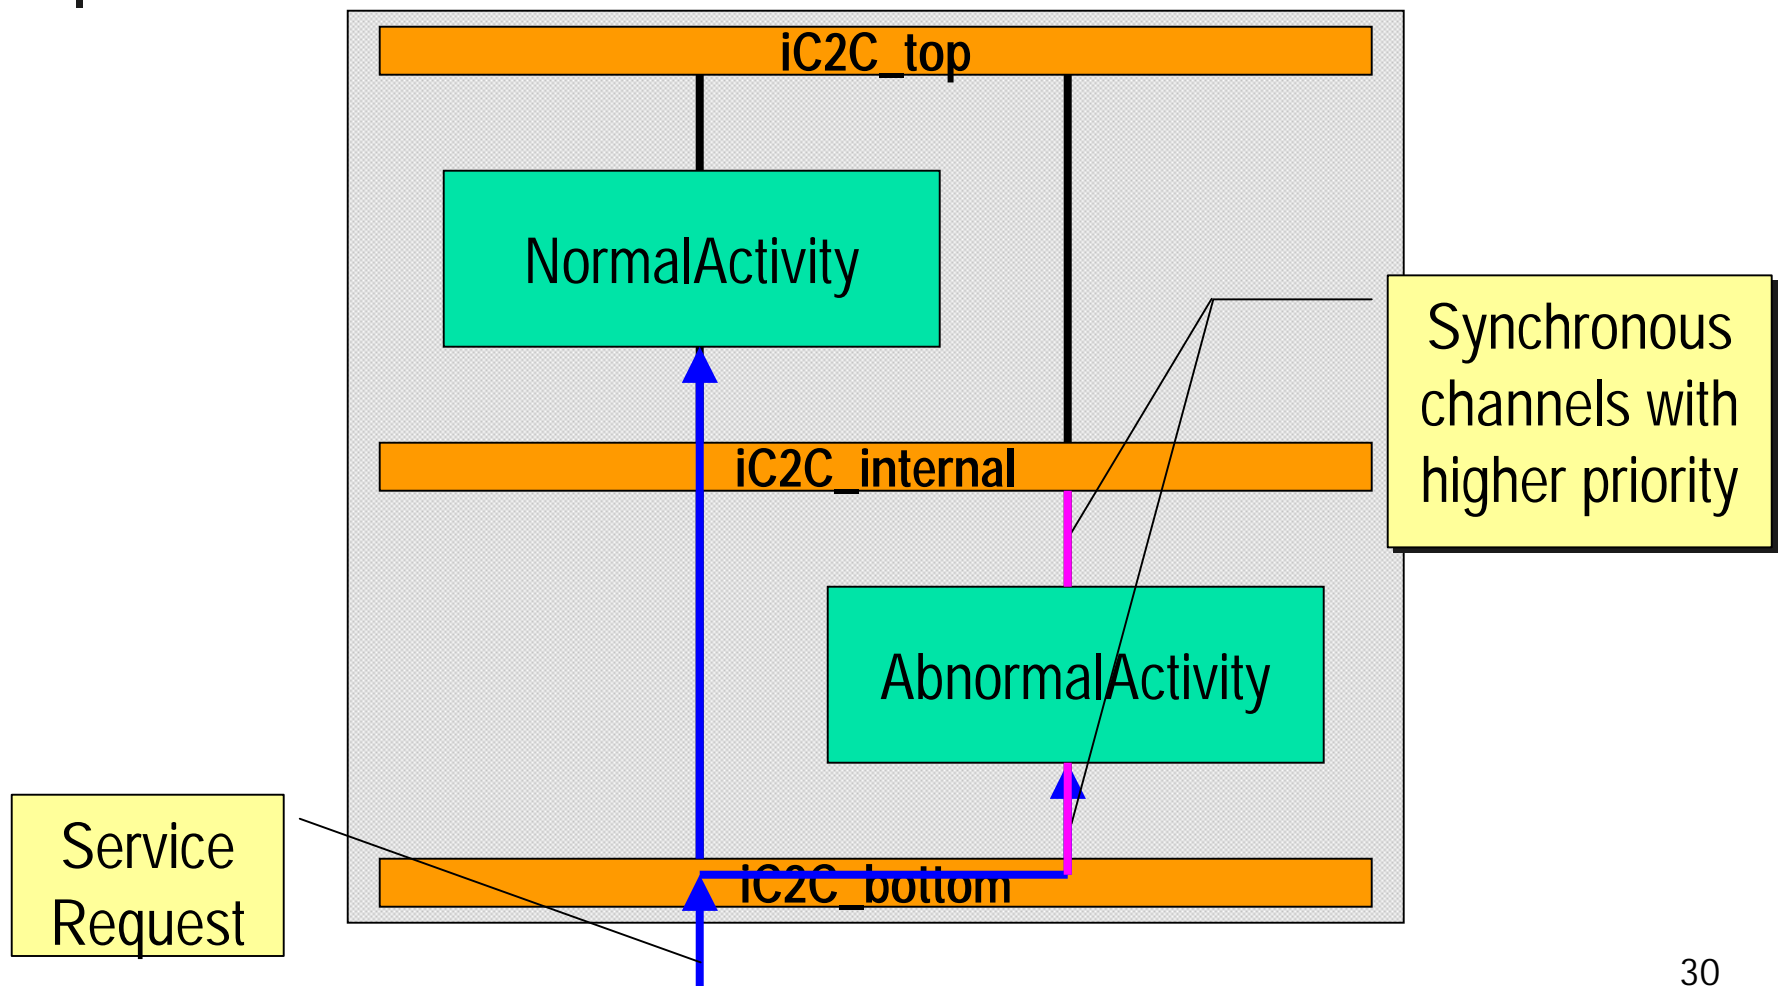 iC2C_top
NormalActivity
Synchronous
channels with
higher priority
iC2C_internal
AbnormalActivity
Service
Request
iC2C_bottom
30